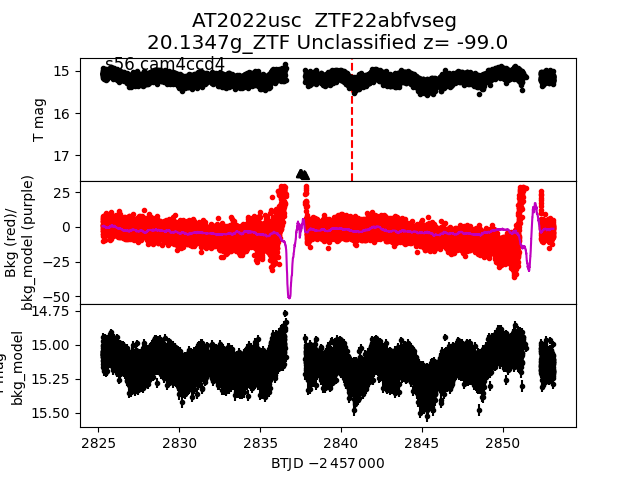 AT2022usc  ZTF22abfvseg
20.1347g_ZTF Unclassified z= -99.0
s56 cam4ccd4
T mag
15
16
17
Bkg (red)/
bkg_model (purple)
25
0
−25
−50
mag
bkg_model
14.75
15.00
15.25
15.50
2825
2830
2835
2840
2845
2850
BTJD −2 457 000